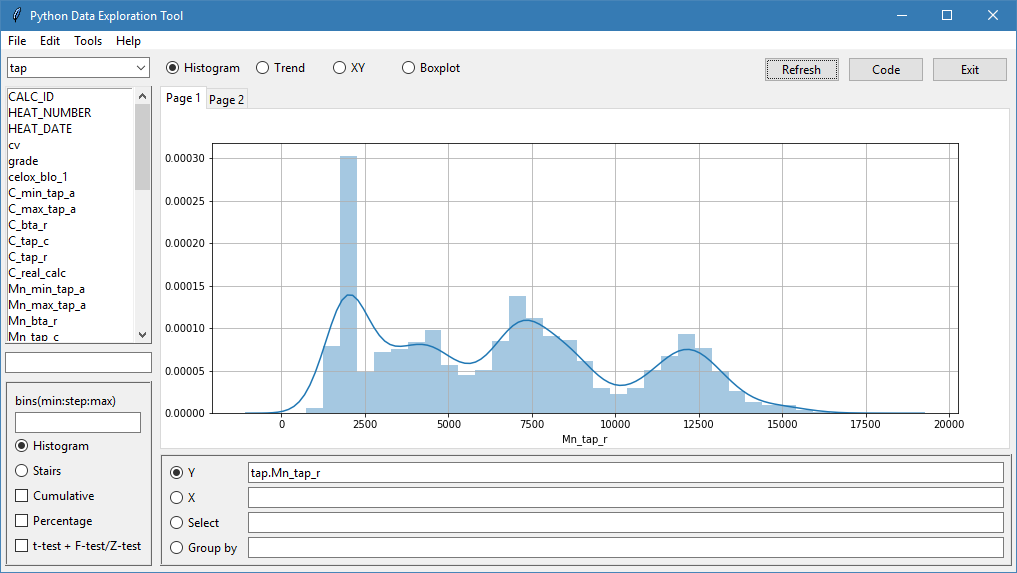 Python Data Exploration Tool
File Edit Tools Help
tap
Histogram Trend XY Boxplot
Refresh Code Exit
CALC_ID
HEAT_NUMBER
HEAT_DATE
cv
grade
celox_blo_1
C_min_tap_a
C_max_tap_a
C_bta_r
C_tap_c
C_tap_r
C_real_calc
Mn_min_tap_a
Mn_max_tap_a
Mn_bta_r
Mn_tap_c
bins(min:step:max)
Histogram
Stairs
Cumulative
Percentage
t-test + F-test/Z-test
Page 1 Page 2
0.00030
0.00025
0.00020
0.00015
0.00010
0.00005
0.00000
0 2500 5000 7500 10000 12500 15000 17500 20000
Mn_tap_r
Y tap.Mn_tap_r
X
Select
Group by